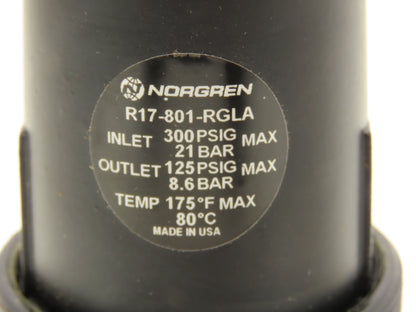 NORGREN
R17-801-RGLA
INLET 300 PSIG MAX
21 BAR
OUTLET 125 PSIG MAX
8.6 BAR
TEMP 175°F MAX
80°C
MADE IN USA